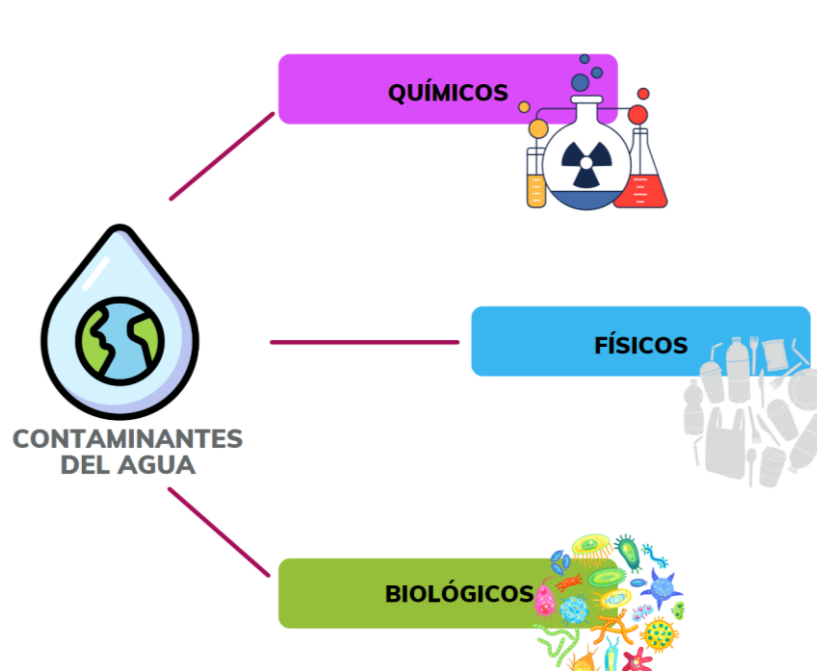 QUÍMICOS
FÍSICOS
CONTAMINANTES
DEL AGUA
BIOLÓGICOS